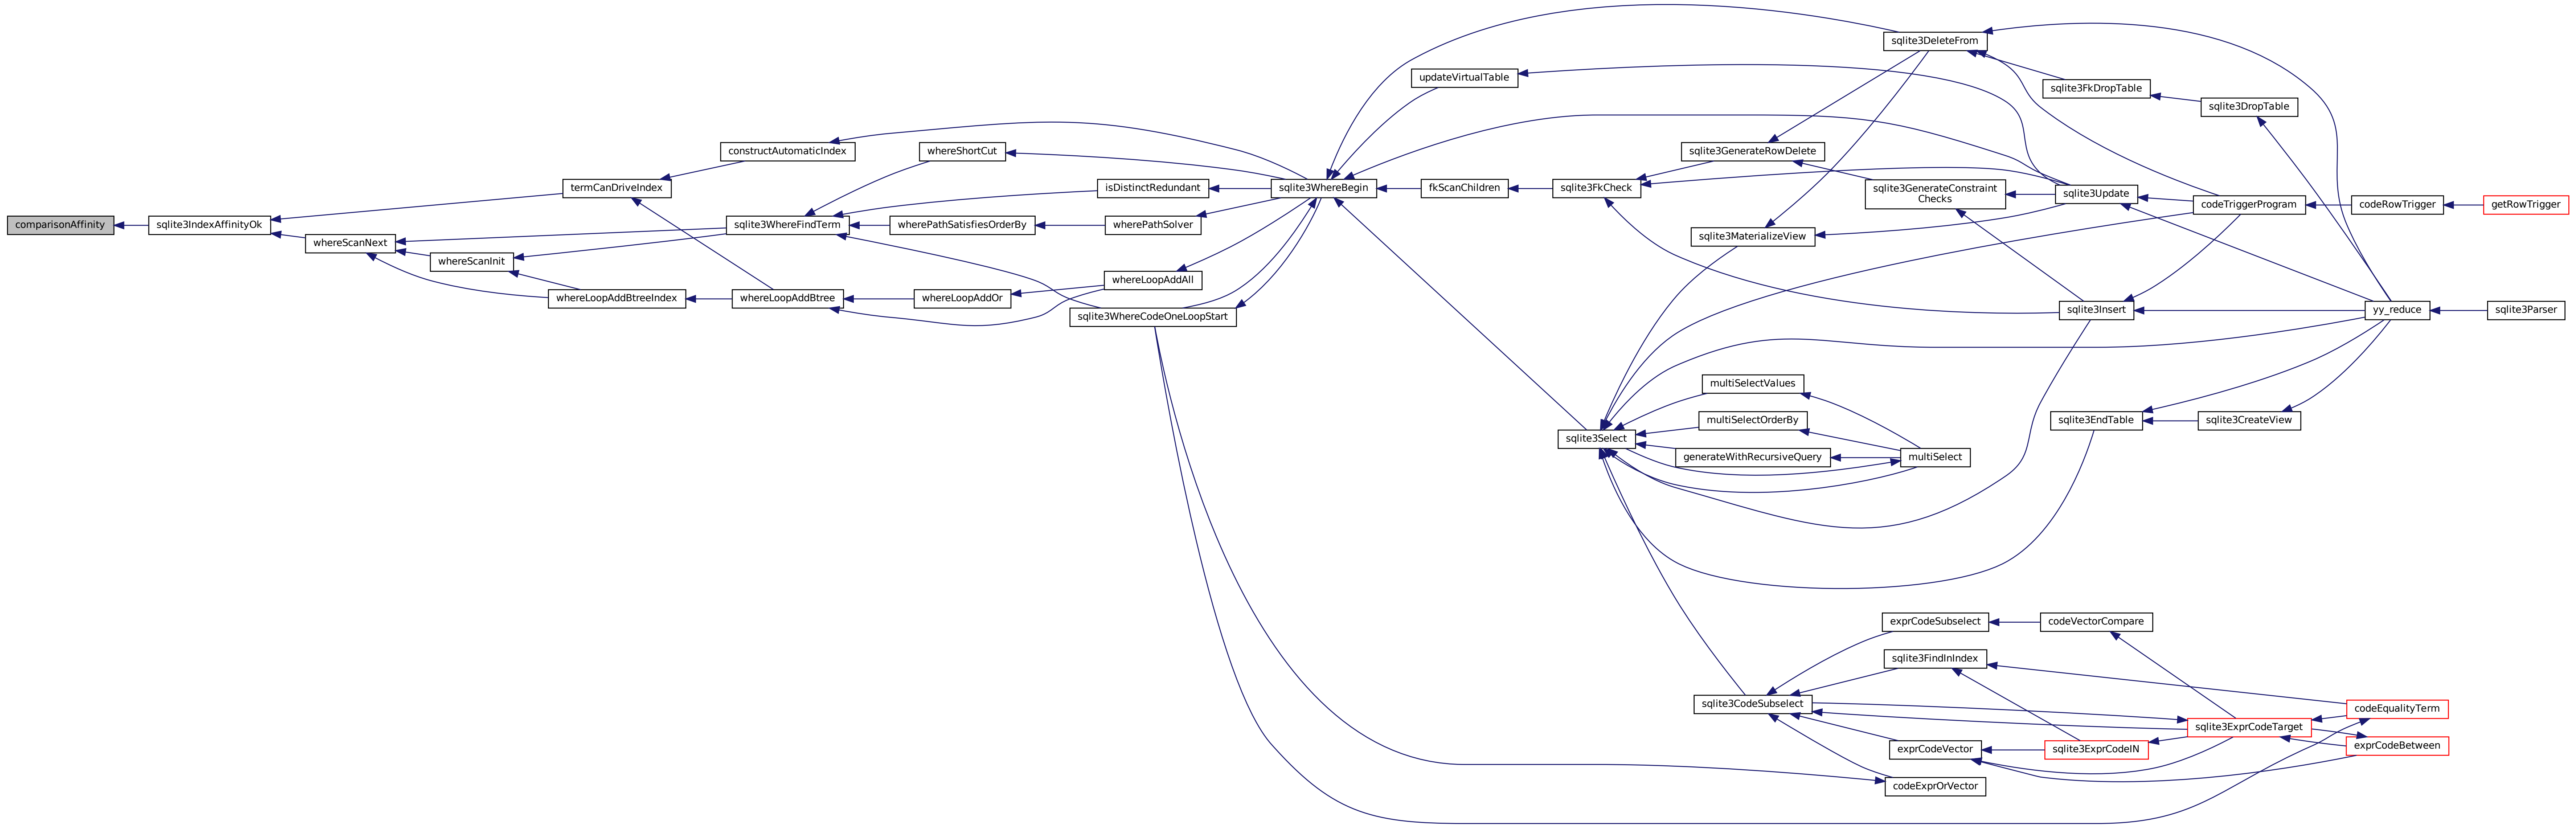 comparisonAffinity
sqlite3IndexAffinityOk
termCanDriveIndex
whereScanNext
whereScanInit
whereLoopAddBtreeIndex
constructAutomaticIndex
sqlite3WhereFindTerm
whereLoopAddBtree
whereShortCut
isDistinctRedundant
wherePathSatisfiesOrderBy
wherePathSolver
whereLoopAddOr
whereLoopAddAll
sqlite3WhereCodeOneLoopStart
sqlite3WhereBegin
updateVirtualTable
fkScanChildren
sqlite3FkCheck
sqlite3Select
sqlite3GenerateRowDelete
sqlite3MaterializeView
multiSelectValues
multiSelectOrderBy
generateWithRecursiveQuery
multiSelect
sqlite3CodeSubselect
sqlite3DeleteFrom
sqlite3GenerateConstraint
Checks
sqlite3FkDropTable
sqlite3DropTable
sqlite3Update
sqlite3Insert
codeTriggerProgram
codeRowTrigger
getRowTrigger
yy_reduce
sqlite3Parser
sqlite3EndTable
sqlite3CreateView
exprCodeSubselect
codeVectorCompare
sqlite3FindInIndex
exprCodeVector
sqlite3ExprCodeIN
codeExprOrVector
sqlite3ExprCodeTarget
codeEqualityTerm
exprCodeBetween